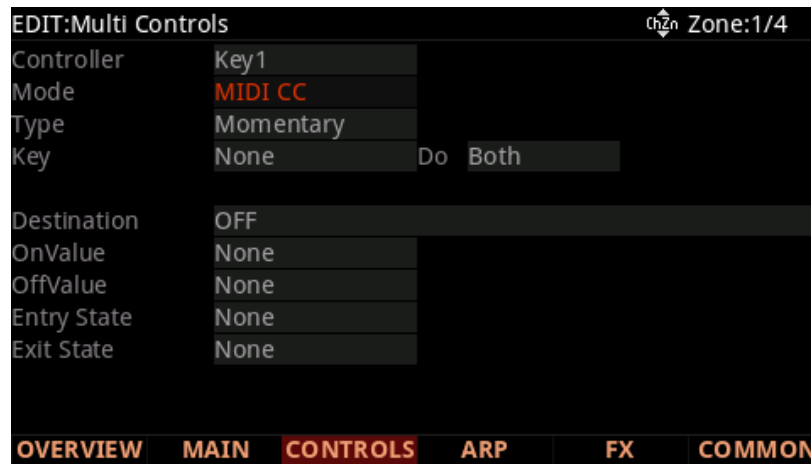 EDIT:Multi Controls ChZn Zone:1/4
Controller Key1
Mode MIDI CC
Type Momentary
Key None Do Both
Destination OFF
OnValue None
OffValue None
Entry State None
Exit State None
OVERVIEW MAIN CONTROLS ARP FX COMMON